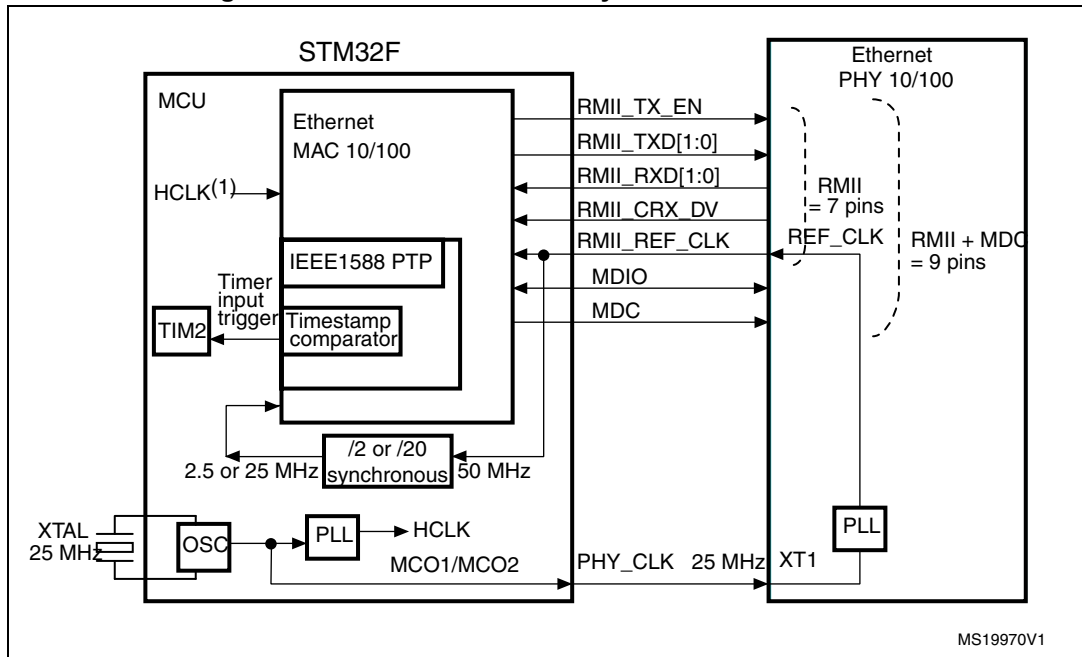 STM32F
MCU
Ethernet
MAC 10/100
HCLK(1)
IEEE1588 PTP
Timer
input
trigger
TIM2
Timestamp
comparator
/2 or /20
synchronous
2.5 or 25 MHz
50 MHz
XTAL
25 MHz
OSC
PLL
HCLK
MCO1/MCO2
RMII_TX_EN
RMII_TXD[1:0]
RMII_RXD[1:0]
RMII_CRX_DV
RMII_REF_CLK
MDIO
MDC
PHY_CLK 25 MHz
Ethernet
PHY 10/100
RMII
= 7 pins
REF_CLK
RMII + MDC
= 9 pins
PLL
XT1
MS19970V1